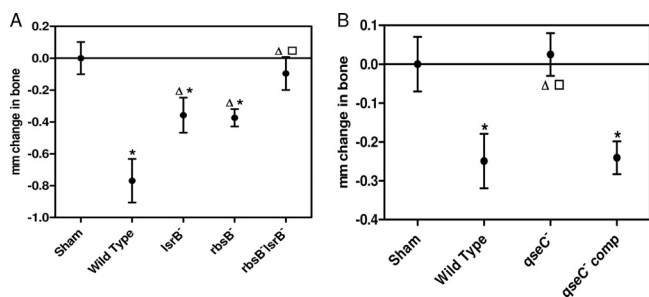 A
mm change in bone
0.2
0.0
-0.2
-0.4
-0.6
-0.8
-1.0
Δ □
Δ *
Δ *
*
Sham
Wild Type
lsrB-
rbsB-
rbsB-lsrB-
B
mm change in bone
0.1
0.0
-0.1
-0.2
-0.3
-0.4
Δ □
*
*
Sham
Wild Type
qseC-
qseC- comp